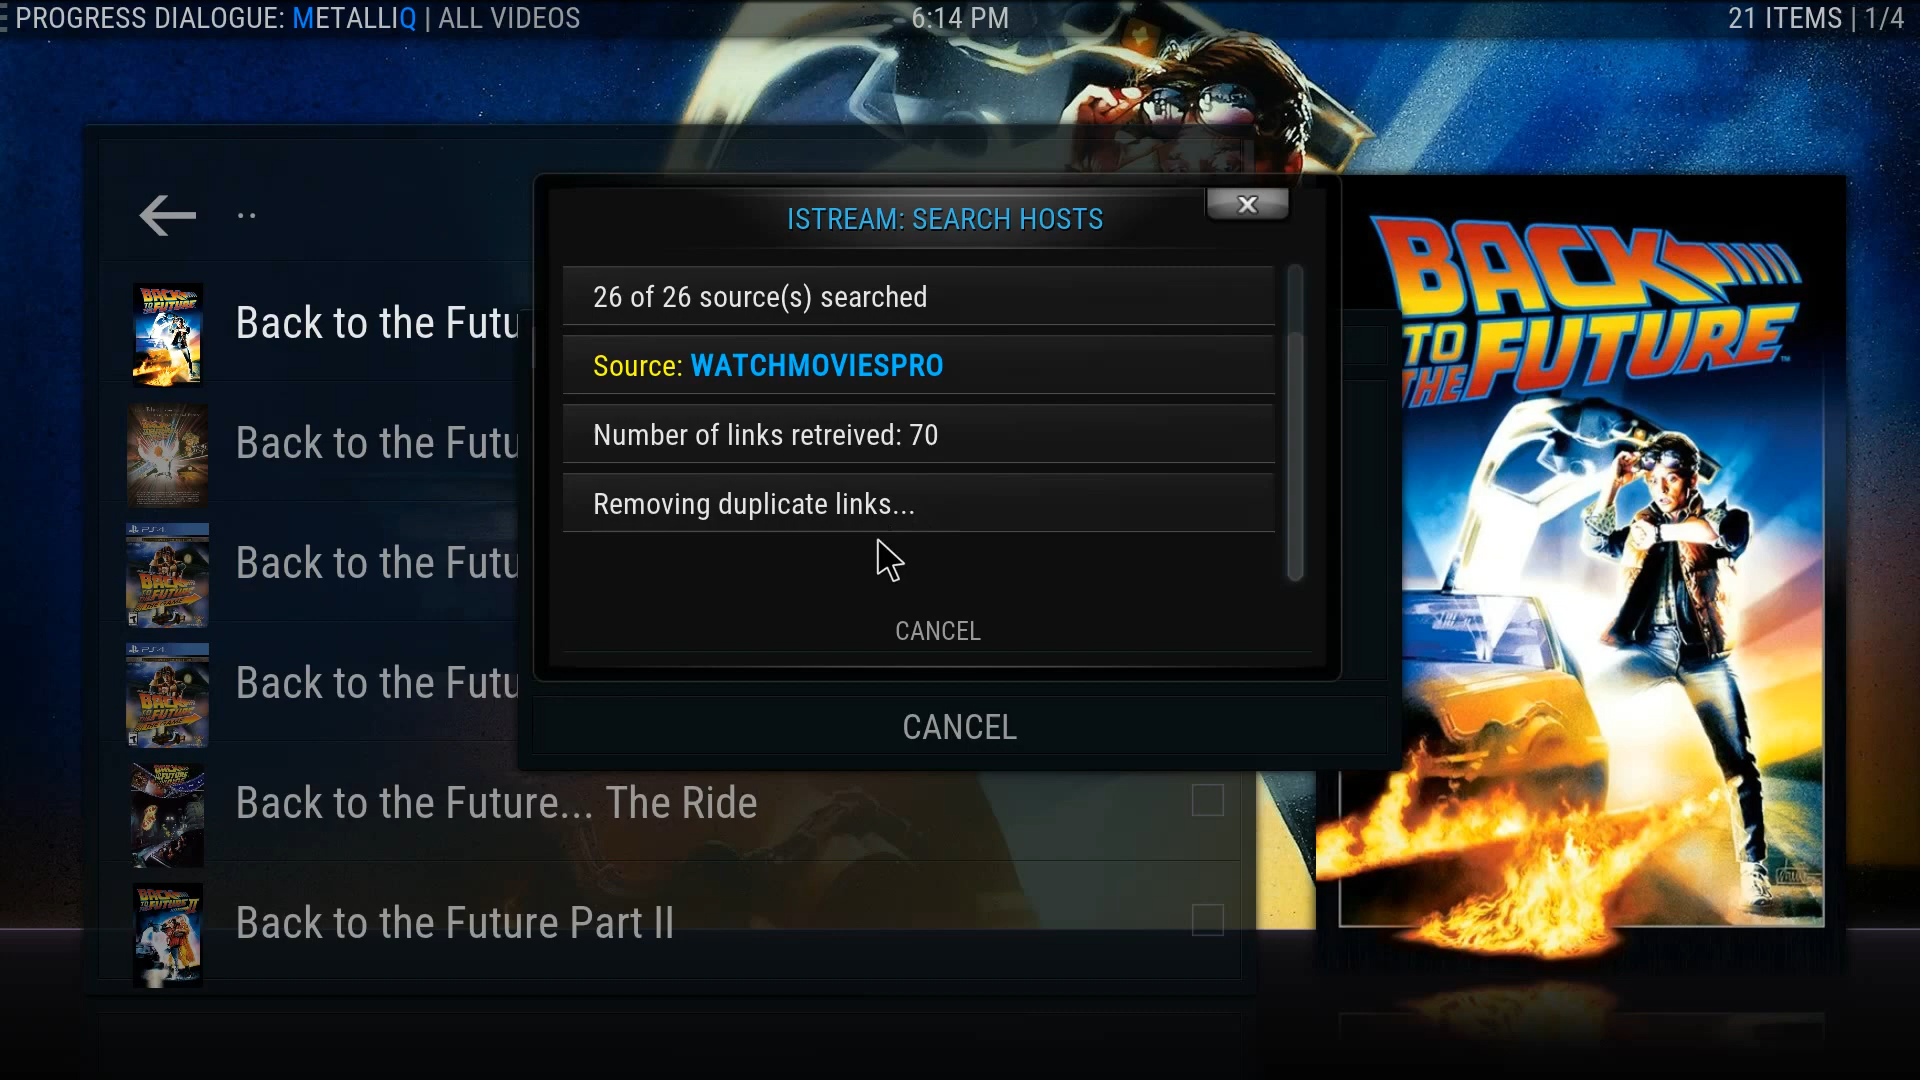 PROGRESS DIALOGUE: METALLIQ | ALL VIDEOS
6:14 PM
21 ITEMS | 1/4
..
Back to the Futu
Back to the Futu
Back to the Futu
Back to the Futu
Back to the Future... The Ride
Back to the Future Part II
ISTREAM: SEARCH HOSTS
X
26 of 26 source(s) searched
Source: WATCHMOVIESPRO
Number of links retreived: 70
Removing duplicate links...
CANCEL
CANCEL
BACK
TO
THE FUTURE